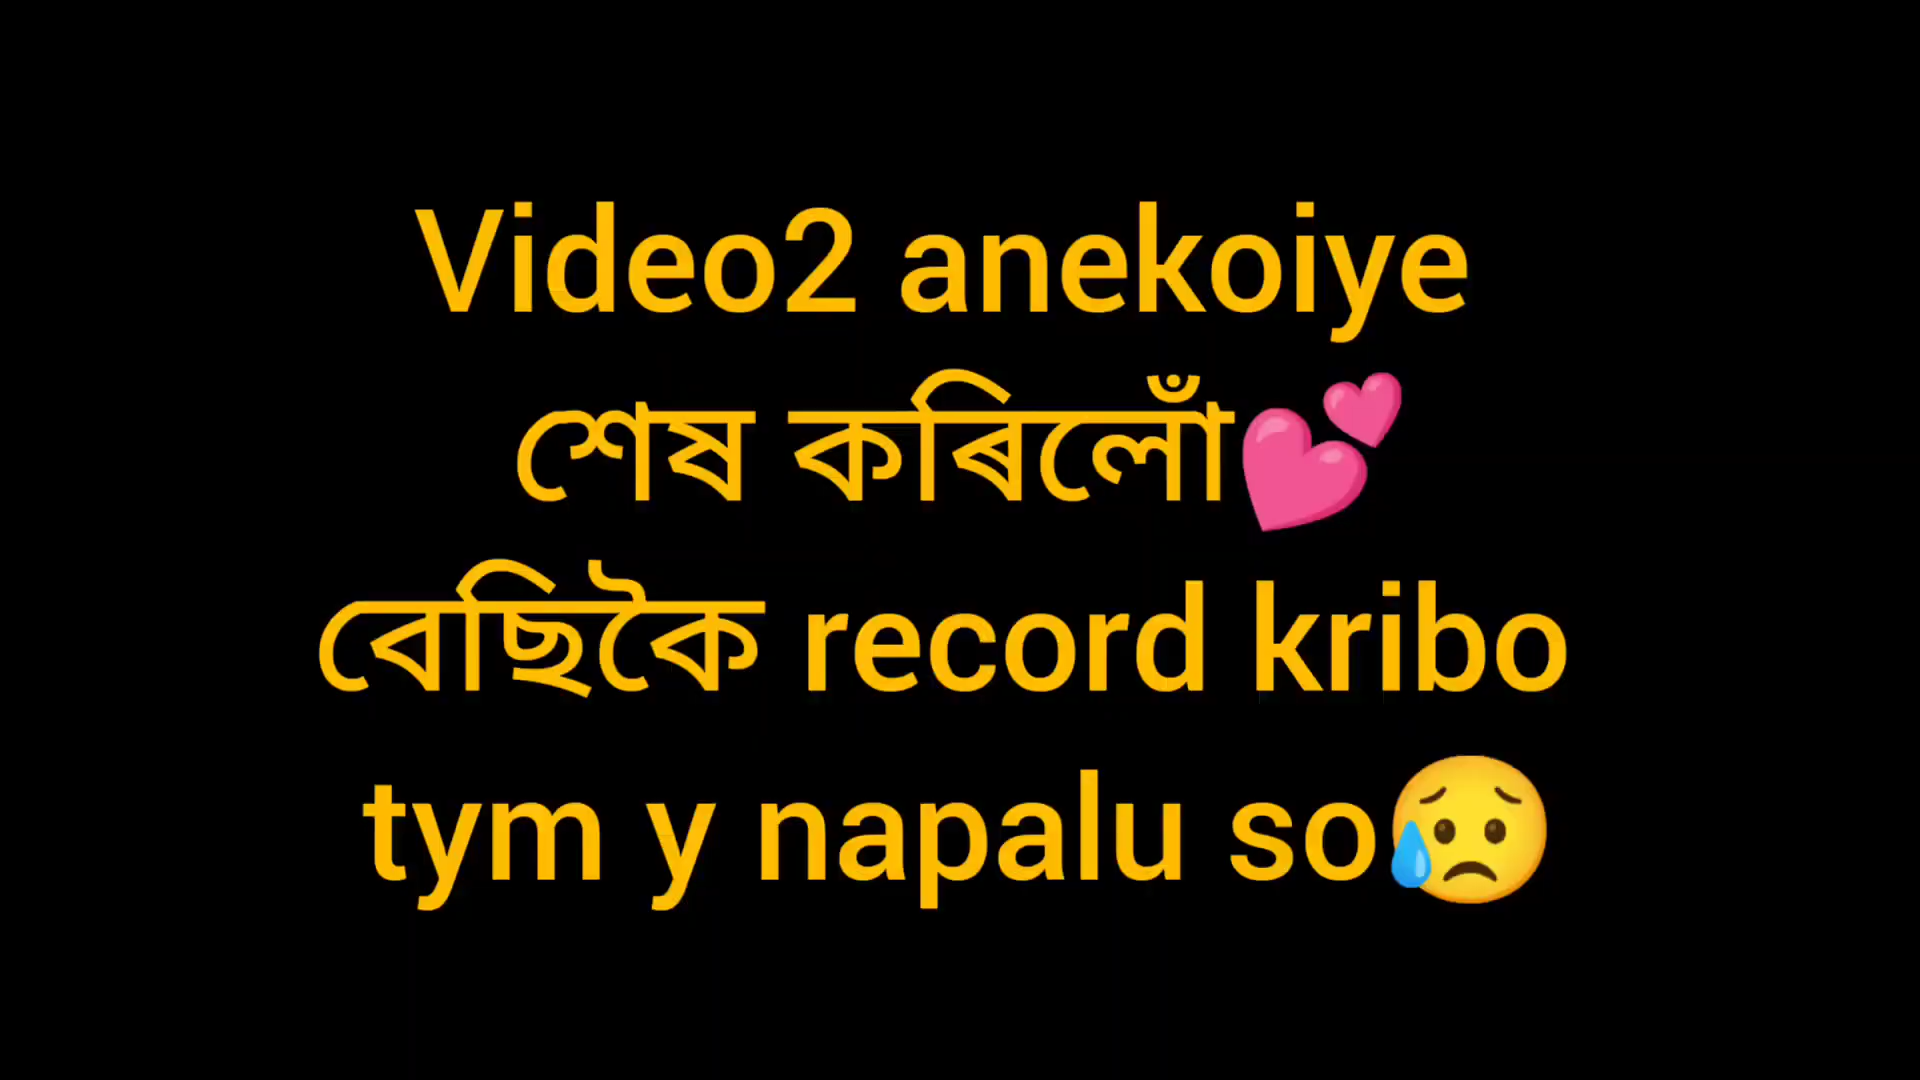 Video2 anekoiye
শেষ কৰিলোঁ💕
বেছিকৈ record kribo
tym y napalu so😥